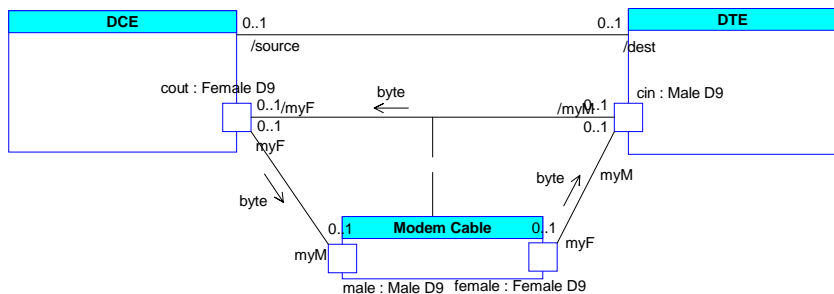 DCE
DTE
0..1
0..1
/source
/dest
cout : Female D9
byte
cin : Male D9
0..1
/myF
/myM
0..1
0..1
0..1
myF
myM
byte
byte
0..1
Modem Cable
0..1
myM
myF
male : Male D9
female : Female D9